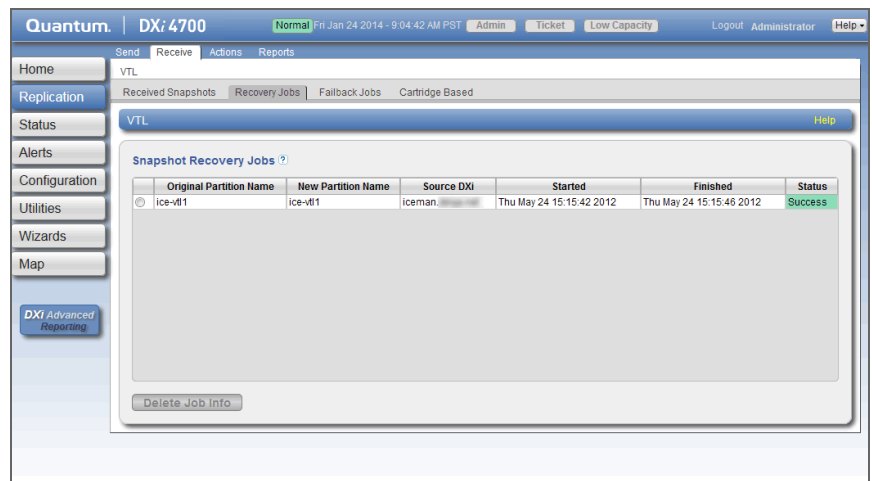 Quantum. DXi 4700 Normal Fri Jan 24 2014 - 9:04:42 AM PST Admin Ticket Low Capacity Logout Administrator Help
Send Receive Actions Reports
Home
VTL
Replication
Received Snapshots Recovery Jobs Failback Jobs Cartridge Based
Status
VTL Help
Alerts
Snapshot Recovery Jobs ?
Configuration
Original Partition Name New Partition Name Source DXi Started Finished Status
ice-vtl1 ice-vtl1 iceman. Thu May 24 15:15:42 2012 Thu May 24 15:15:46 2012 Success
Utilities
Wizards
Map
DXi Advanced
Reporting
Delete Job Info